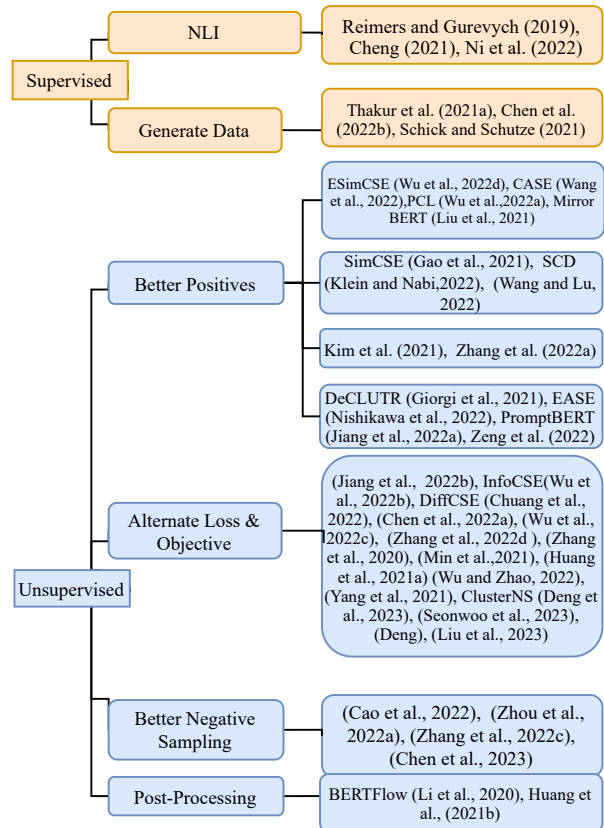 Supervised
NLI
Reimers and Gurevych (2019),
Cheng (2021), Ni et al. (2022)
Generate Data
Thakur et al. (2021a), Chen et al.
(2022b), Schick and Schutze (2021)
Unsupervised
Better Positives
ESimCSE (Wu et al., 2022d), CASE (Wang
et al., 2022),PCL (Wu et al.,2022a), Mirror
BERT (Liu et al., 2021)
SimCSE (Gao et al., 2021), SCD
(Klein and Nabi,2022), (Wang and Lu,
2022)
Kim et al. (2021), Zhang et al. (2022a)
DeCLUTR (Giorgi et al., 2021), EASE
(Nishikawa et al., 2022), PromptBERT
(Jiang et al., 2022a), Zeng et al. (2022)
Alternate Loss &
Objective
(Jiang et al., 2022b), InfoCSE(Wu et
al., 2022b), DiffCSE (Chuang et al.,
2022), (Chen et al., 2022a), (Wu et al.,
2022c), (Zhang et al., 2022d ), (Zhang
et al., 2020), (Min et al.,2021), (Huang
et al., 2021a) (Wu and Zhao, 2022),
(Yang et al., 2021), ClusterNS (Deng et
al., 2023), (Seonwoo et al., 2023),
(Deng), (Liu et al., 2023)
Better Negative
Sampling
(Cao et al., 2022), (Zhou et al.,
2022a), (Zhang et al., 2022c),
(Chen et al., 2023)
Post-Processing
BERTFlow (Li et al., 2020), Huang et
al., (2021b)